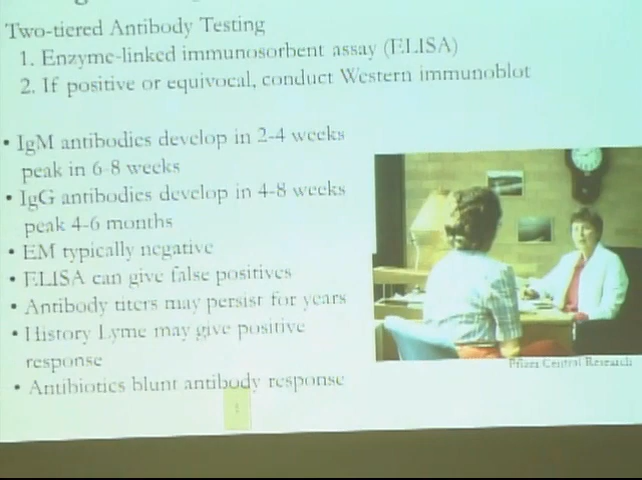 Two-tiered Antibody Testing
1. Enzyme-linked immunosorbent assay (ELISA)
2. If positive or equivocal, conduct Western immunoblot
• IgM antibodies develop in 2-4 weeks
peak in 6-8 weeks
• IgG antibodies develop in 4-8 weeks
peak 4-6 months
• EM typically negative
• ELISA can give false positives
• Antibody titers may persist for years
• History Lyme may give positive
response
• Antibiotics blunt antibody response
Pfizer Central Research